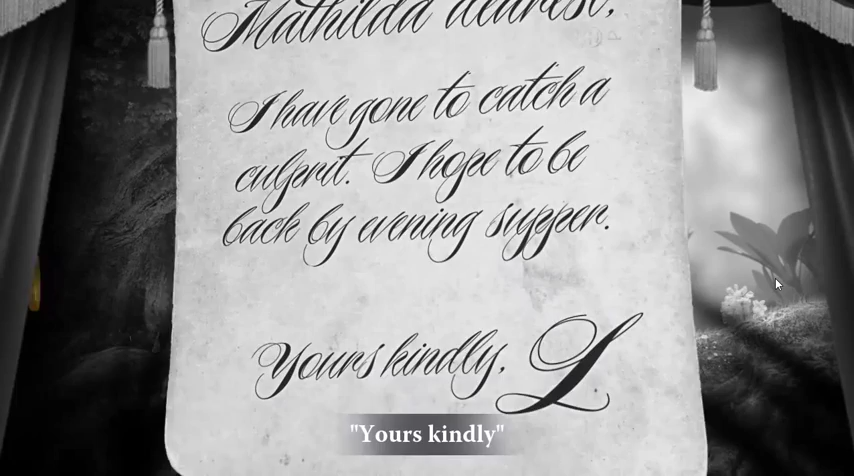 Mathilda dearest,
I have gone to catch a
culprit. I hope to be
back by evening supper.
Yours kindly, L
"Yours kindly"